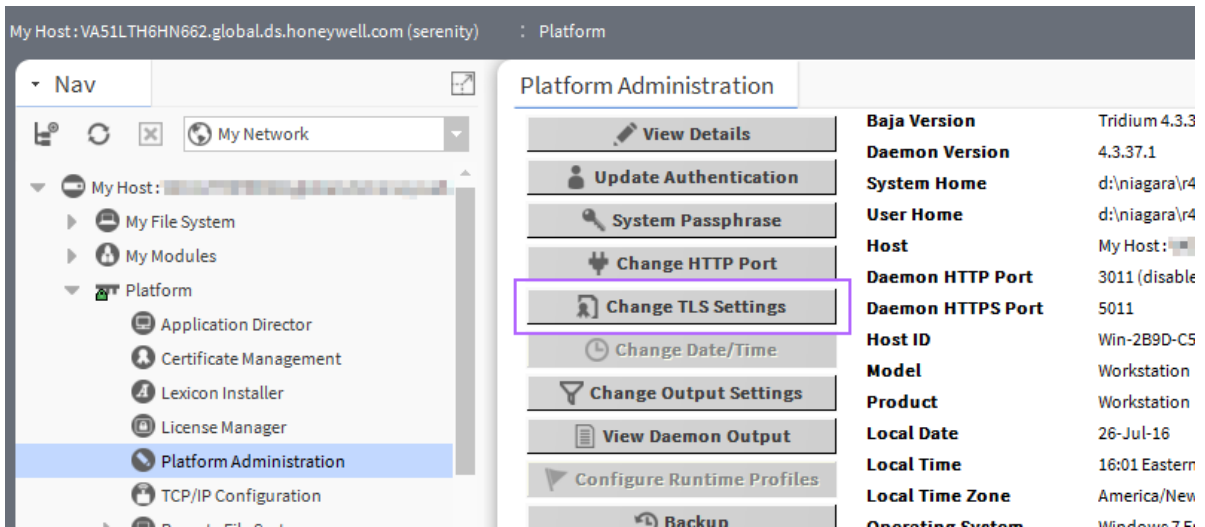 My Host : VA51LTH6HN662.global.ds.honeywell.com (serenity) : Platform
Nav
My Network
My Host :
My File System
My Modules
Platform
Application Director
Certificate Management
Lexicon Installer
License Manager
Platform Administration
TCP/IP Configuration
Platform Administration
View Details
Update Authentication
System Passphrase
Change HTTP Port
Change TLS Settings
Change Date/Time
Change Output Settings
View Daemon Output
Configure Runtime Profiles
Backup
Baja Version Tridium 4.3.3
Daemon Version 4.3.37.1
System Home d:\niagara\r4
User Home d:\niagara\r4
Host My Host :
Daemon HTTP Port 3011 (disable
Daemon HTTPS Port 5011
Host ID Win-2B9D-C5
Model Workstation
Product Workstation
Local Date 26-Jul-16
Local Time 16:01 Eastern
Local Time Zone America/New
Operating System Windows 7